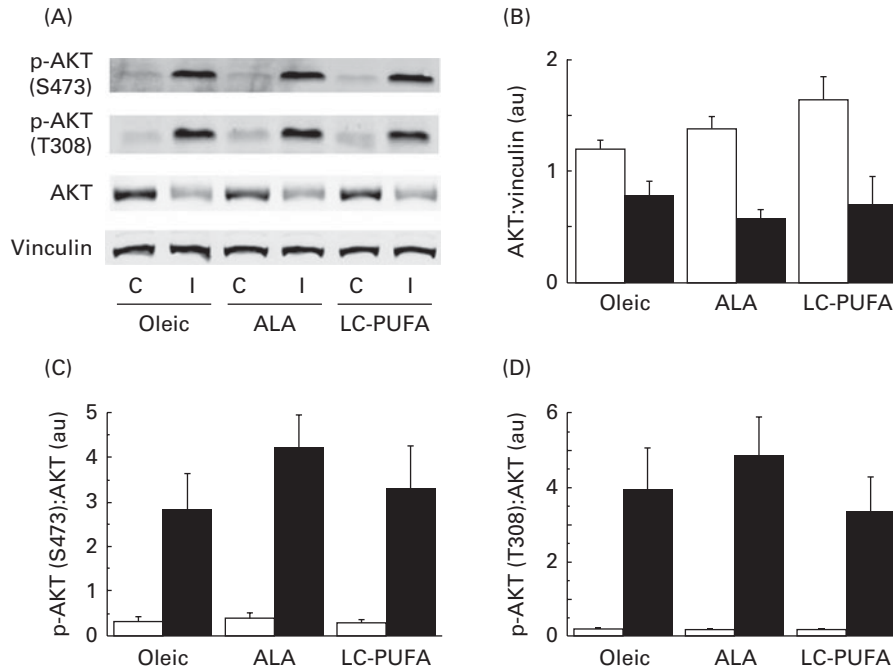 (A)
p-AKT
(S473)
p-AKT
(T308)
AKT
Vinculin
C I C I C I
Oleic ALA LC-PUFA
(B)
AKT:vinculin (au)
2
1
0
Oleic ALA LC-PUFA
(C)
p-AKT (S473):AKT (au)
5
4
3
2
1
0
Oleic ALA LC-PUFA
(D)
p-AKT (T308):AKT (au)
6
4
2
0
Oleic ALA LC-PUFA